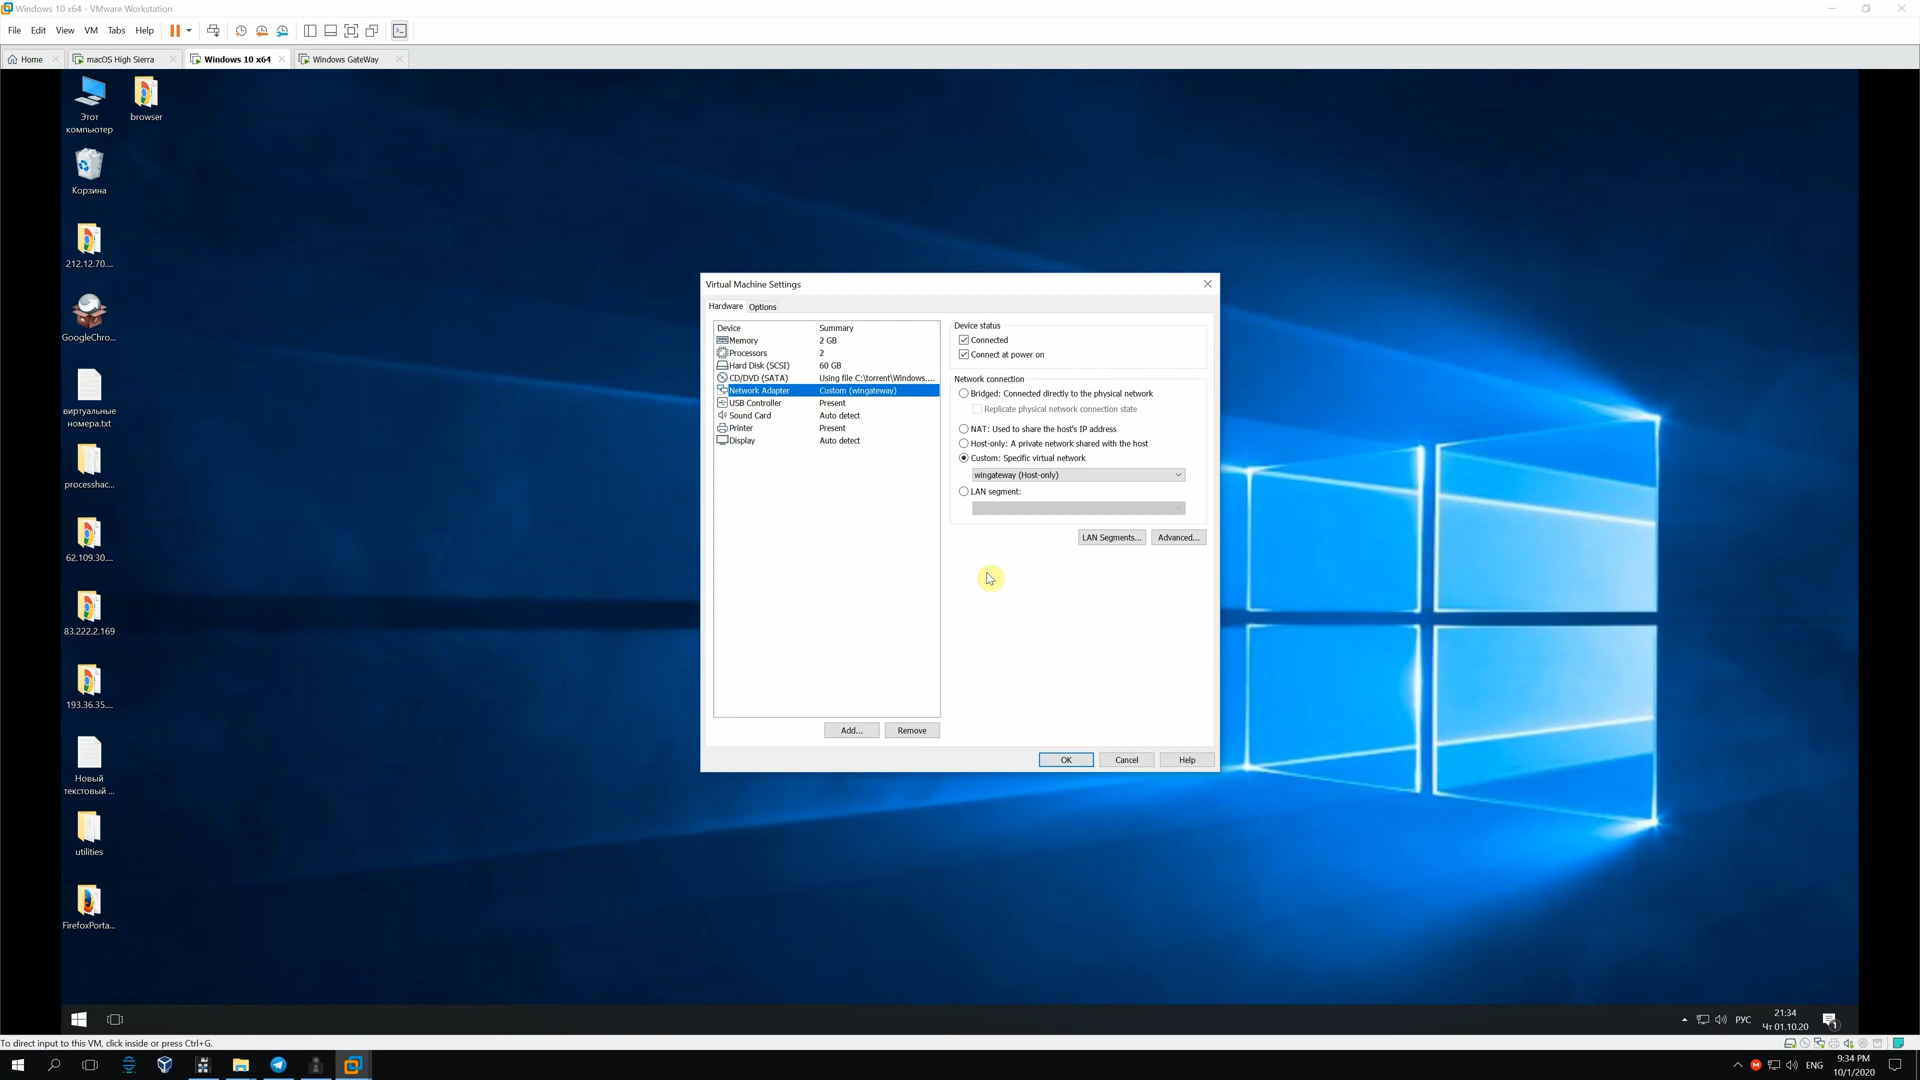 Windows 10 x64 - VMware Workstation
File Edit View VM Tabs Help
Home
macOS High Sierra
Windows 10 x64
Windows GateWay
Этот
компьютер
browser
Корзина
212.12.70....
GoogleChro...
виртуальные
номера.txt
processhac...
62.109.30....
83.222.2.169
193.36.35....
Новый
текстовый ...
utilities
FirefoxPorta...
Virtual Machine Settings
Hardware Options
Device Summary
Memory 2 GB
Processors 2
Hard Disk (SCSI) 60 GB
CD/DVD (SATA) Using file C:\torrent\Windows....
Network Adapter Custom (wingateway)
USB Controller Present
Sound Card Auto detect
Printer Present
Display Auto detect
Add...
Remove
Device status
Connected
Connect at power on
Network connection
Bridged: Connected directly to the physical network
Replicate physical network connection state
NAT: Used to share the host's IP address
Host-only: A private network shared with the host
Custom: Specific virtual network
wingateway (Host-only)
LAN segment:
LAN Segments...
Advanced...
OK
Cancel
Help
РУС
21:34
Чт 01.10.20
1
To direct input to this VM, click inside or press Ctrl+G.
ENG
9:34 PM
10/1/2020